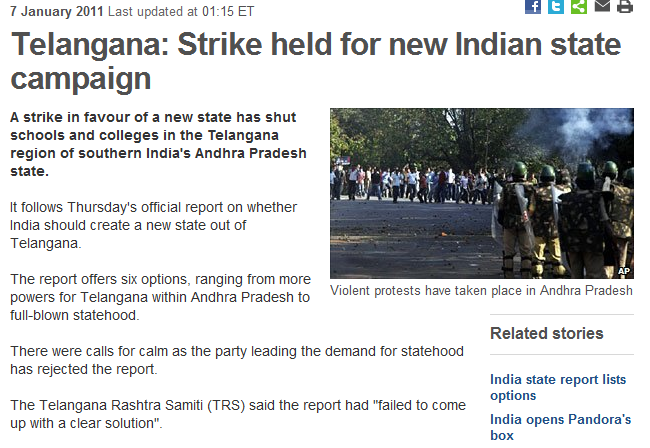 7 January 2011 Last updated at 01:15 ET
Telangana: Strike held for new Indian state
campaign
A strike in favour of a new state has shut
schools and colleges in the Telangana
region of southern India's Andhra Pradesh
state.
It follows Thursday's official report on whether
India should create a new state out of
Telangana.
The report offers six options, ranging from more
powers for Telangana within Andhra Pradesh to
full-blown statehood.
There were calls for calm as the party leading the demand for statehood
has rejected the report.
The Telangana Rashtra Samiti (TRS) said the report had "failed to come
up with a clear solution".
AP
Violent protests have taken place in Andhra Pradesh
Related stories
India state report lists
options
India opens Pandora's
box